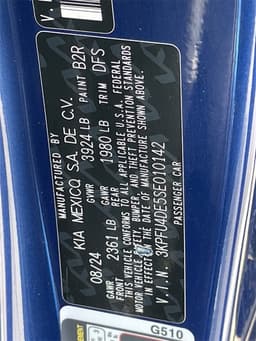 V.I
B2R
MANUFACTURED BY
KIA MEXICO S.A. DE C.V.
08/24 GVWR 3924 LB PAINT B2R
GAWR FRONT 2361 LB GAWR REAR 1980 LB TRIM DFS
THIS VEHICLE CONFORMS TO ALL APPLICABLE U.S.A. FEDERAL
MOTOR VEHICLE SAFETY, BUMPER, AND THEFT PREVENTION STANDARDS
IN EFFECT ON THE DATE OF MANUFACTURE SHOWN ABOVE.
V.I.N. 3KPFU4DE5SE010142
PASSENGER CAR
G510